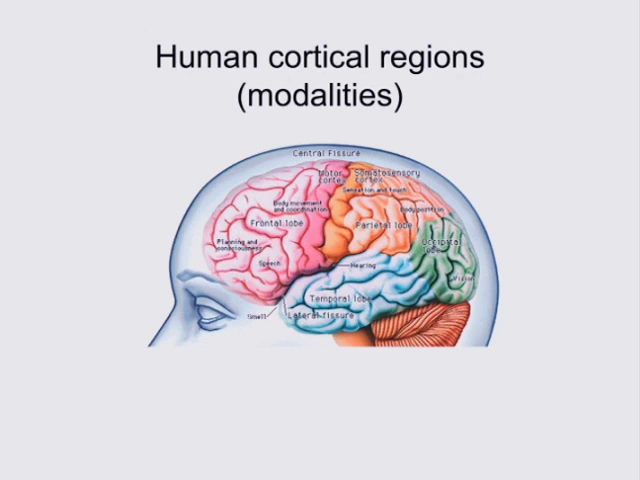 Human cortical regions
(modalities)
Central Fissure
Motor
cortex
Somatosensory
cortex
Sensation and touch
Body movement
and coordination
Body position
Frontal lobe
Parietal lobe
Planning and
consciousness
Occipital
lobe
Speech
Hearing
Vision
Temporal lobe
Smell
Lateral fissure